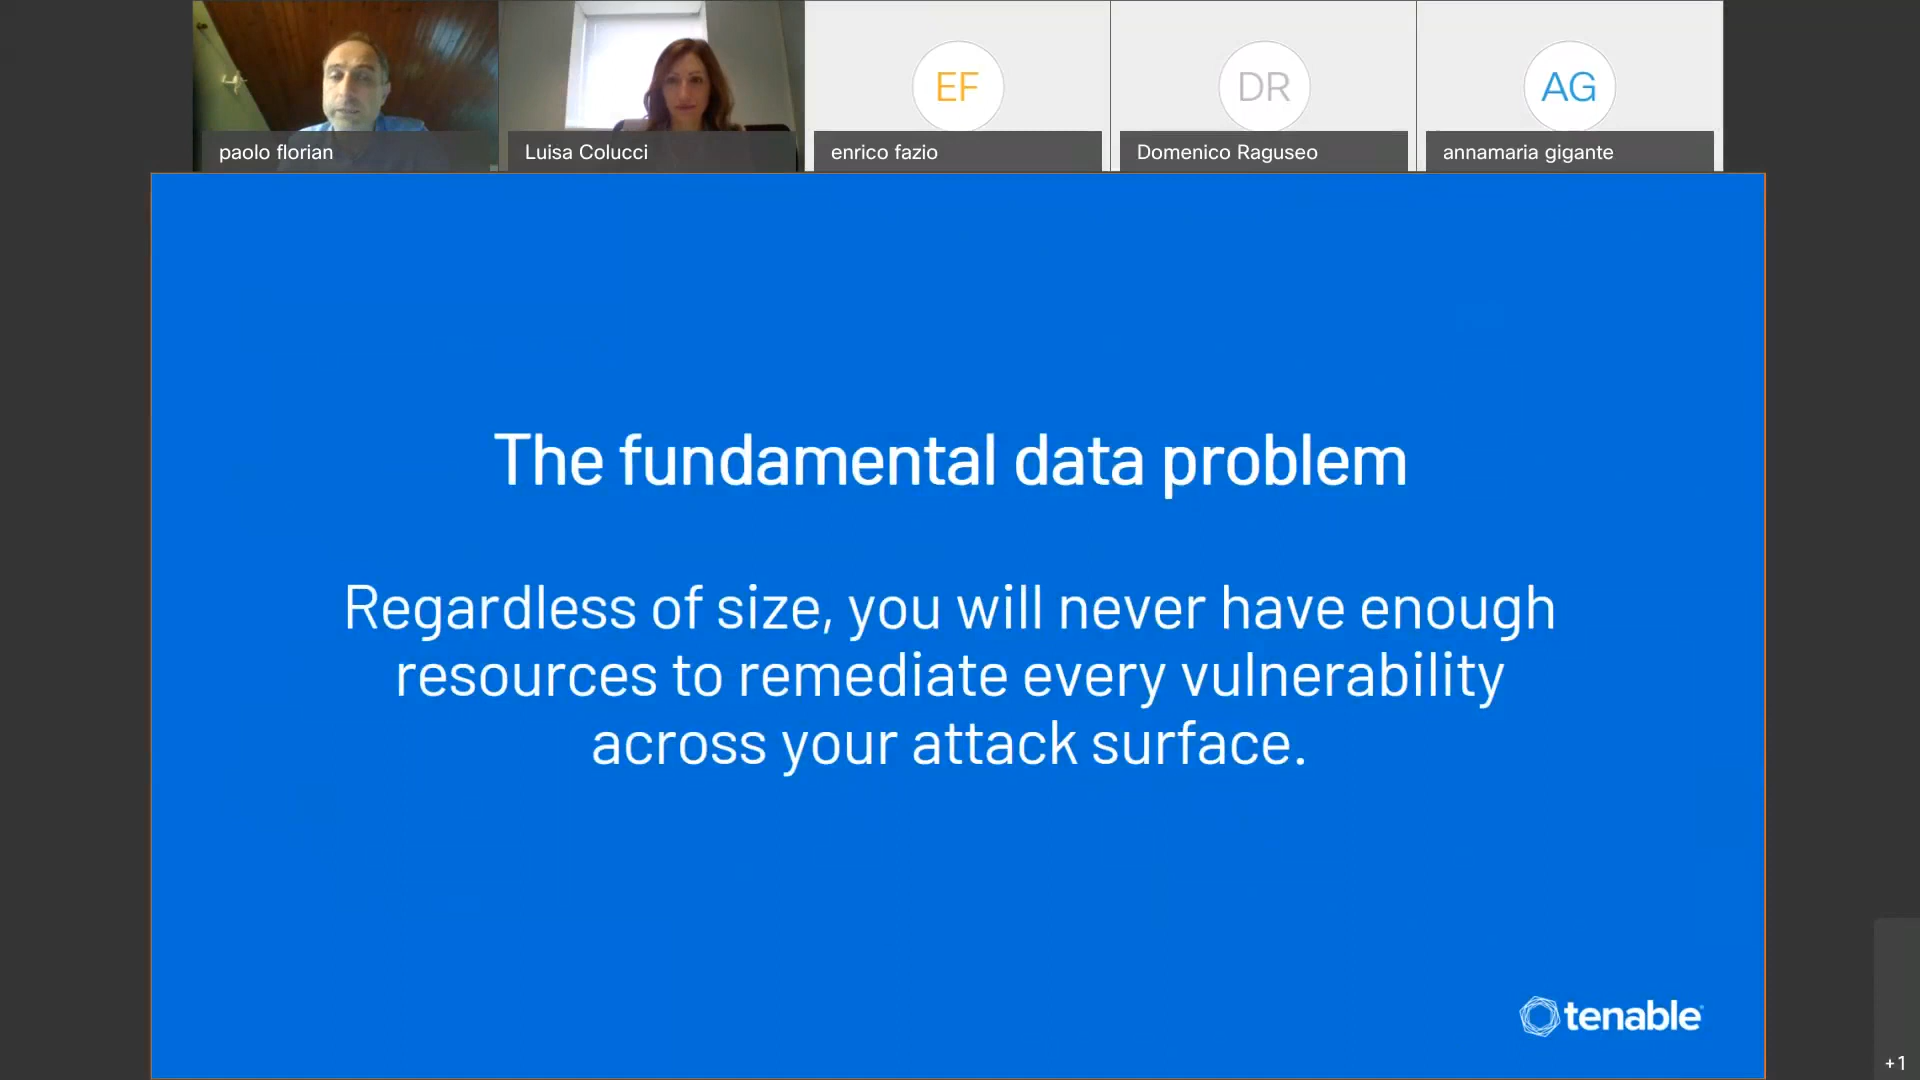 EF
DR
AG
paolo florian
Luisa Colucci
enrico fazio
Domenico Raguseo
annamaria gigante
The fundamental data problem
Regardless of size, you will never have enough
resources to remediate every vulnerability
across your attack surface.
tenable
+1